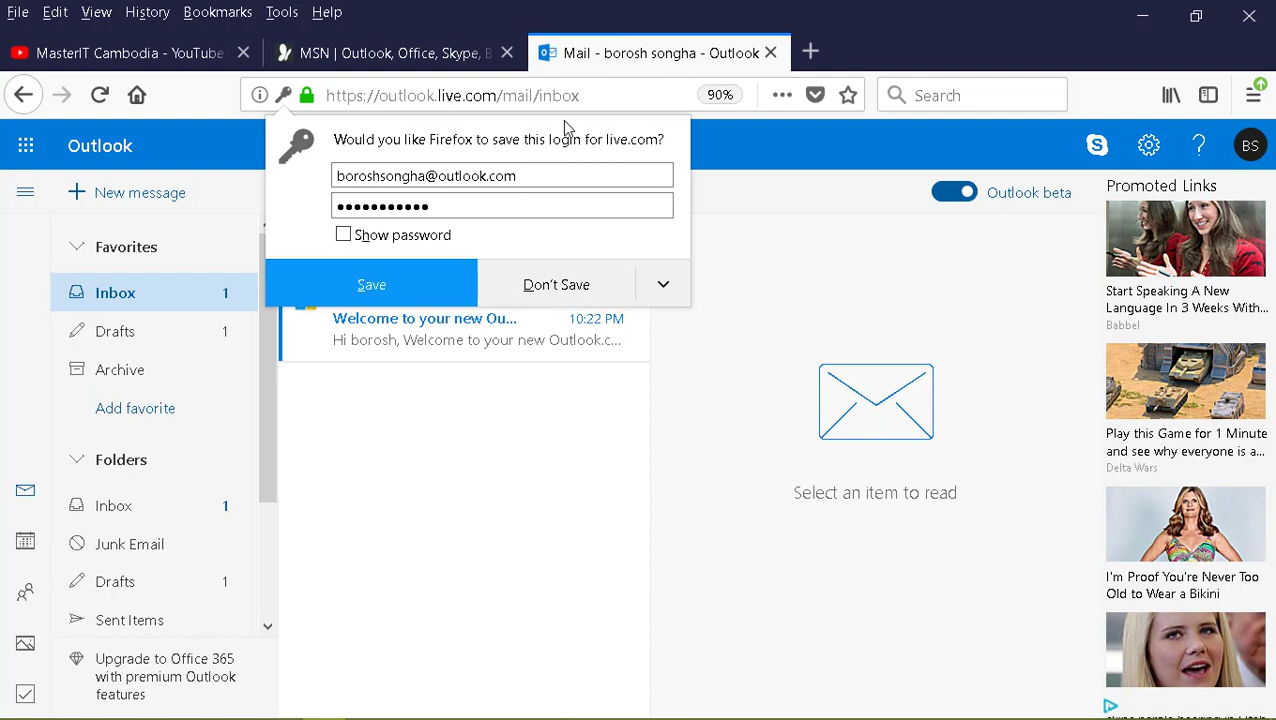 File Edit View History Bookmarks Tools Help
MasterIT Cambodia - YouTube
MSN | Outlook, Office, Skype, B
Mail - borosh songha - Outlook
https://outlook.live.com/mail/inbox
90%
Search
Outlook
BS
New message
Outlook beta
Would you like Firefox to save this login for live.com?
boroshsongha@outlook.com
●●●●●●●●●●●
Show password
Save
Don't Save
Favorites
Inbox 1
Drafts 1
Archive
Add favorite
Folders
Inbox 1
Junk Email
Drafts 1
Sent Items
Upgrade to Office 365
with premium Outlook
features
Welcome to your new Ou... 10:22 PM
Hi borosh, Welcome to your new Outlook.c...
Select an item to read
Promoted Links
Start Speaking A New
Language In 3 Weeks With...
Babbel
Play this Game for 1 Minute
and see why everyone is a...
Delta Wars
I'm Proof You're Never Too
Old to Wear a Bikini